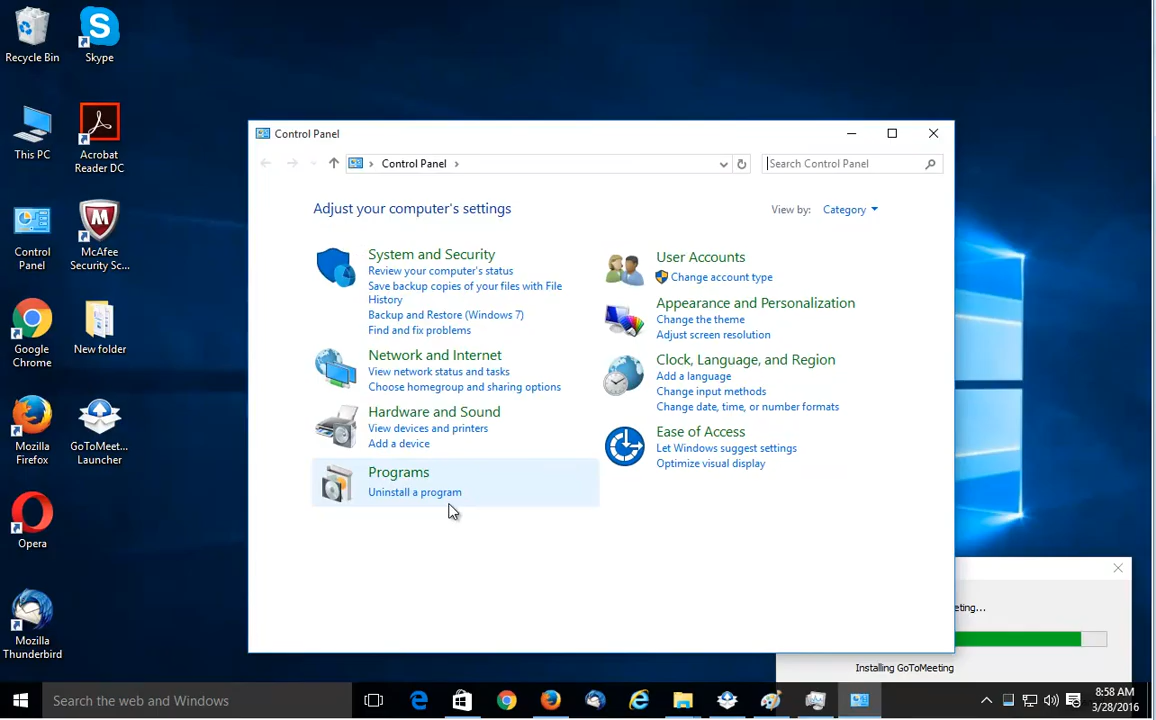 Recycle Bin
Skype
This PC
Acrobat
Reader DC
Control
Panel
McAfee
Security Sc...
Google
Chrome
New folder
Mozilla
Firefox
GoToMeet...
Launcher
Opera
Mozilla
Thunderbird
Control Panel
Control Panel
Search Control Panel
Adjust your computer's settings
View by: Category
System and Security
Review your computer's status
Save backup copies of your files with File
History
Backup and Restore (Windows 7)
Find and fix problems
Network and Internet
View network status and tasks
Choose homegroup and sharing options
Hardware and Sound
View devices and printers
Add a device
Programs
Uninstall a program
User Accounts
Change account type
Appearance and Personalization
Change the theme
Adjust screen resolution
Clock, Language, and Region
Add a language
Change input methods
Change date, time, or number formats
Ease of Access
Let Windows suggest settings
Optimize visual display
eting...
Installing GoToMeeting
Search the web and Windows
8:58 AM
3/28/2016